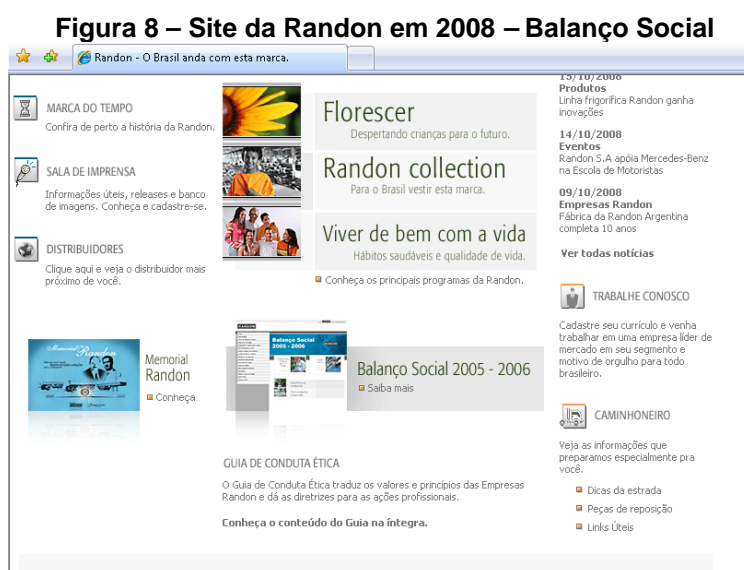 Figura 8 – Site da Randon em 2008 – Balanço Social
Randon - O Brasil anda com esta marca.
MARCA DO TEMPO
Confira de perto a história da Randon.
SALA DE IMPRENSA
Informações úteis, releases e banco
de imagens. Conheça e cadastre-se.
DISTRIBUIDORES
Clique aqui e veja o distribuidor mais
próximo de você.
Florescer
Despertando crianças para o futuro.
Randon collection
Para o Brasil vestir esta marca.
Viver de bem com a vida
Hábitos saudáveis e qualidade de vida.
Conheça os principais programas da Randon.
Memorial
Randon
Memorial
Randon
Conheça
RANDON
Balanço Social
2005 - 2006
Balanço Social 2005 - 2006
Saiba mais
GUIA DE CONDUTA ÉTICA
O Guia de Conduta Ética traduz os valores e princípios das Empresas
Randon e dá as diretrizes para as ações profissionais.
Conheça o conteúdo do Guia na íntegra.
15/10/2008
Produtos
Linha frigorífica Randon ganha
inovações
14/10/2008
Eventos
Randon S.A apóia Mercedes-Benz
na Escola de Motoristas
09/10/2008
Empresas Randon
Fábrica da Randon Argentina
completa 10 anos
Ver todas notícias
TRABALHE CONOSCO
Cadastre seu currículo e venha
trabalhar em uma empresa líder de
mercado em seu segmento e
motivo de orgulho para todo
brasileiro.
CAMINHONEIRO
Veja as informações que
preparamos especialmente pra
você.
Dicas da estrada
Peças de reposição
Links Úteis